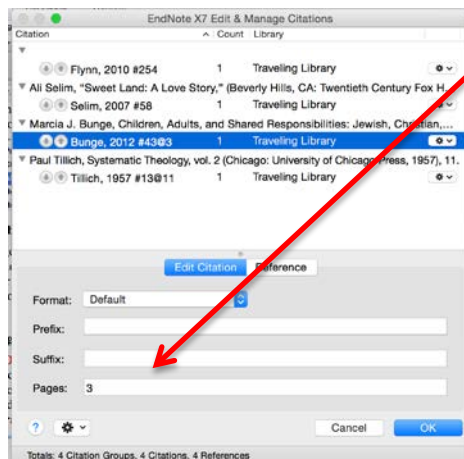 EndNote X7 Edit & Manage Citations
Citation Count Library
Flynn, 2010 #254 1 Traveling Library
Ali Selim, "Sweet Land: A Love Story," (Beverly Hills, CA: Twentieth Century Fox H...
Selim, 2007 #58 1 Traveling Library
Marcia J. Bunge, Children, Adults, and Shared Responsibilities: Jewish, Christian,...
Bunge, 2012 #43@3 1 Traveling Library
Paul Tillich, Systematic Theology, vol. 2 (Chicago: University of Chicago Press, 1957), 11.
Tillich, 1957 #13@11 1 Traveling Library
Edit Citation Reference
Format: Default
Prefix:
Suffix:
Pages: 3
? Cancel OK
Totals: 4 Citation Groups, 4 Citations, 4 References